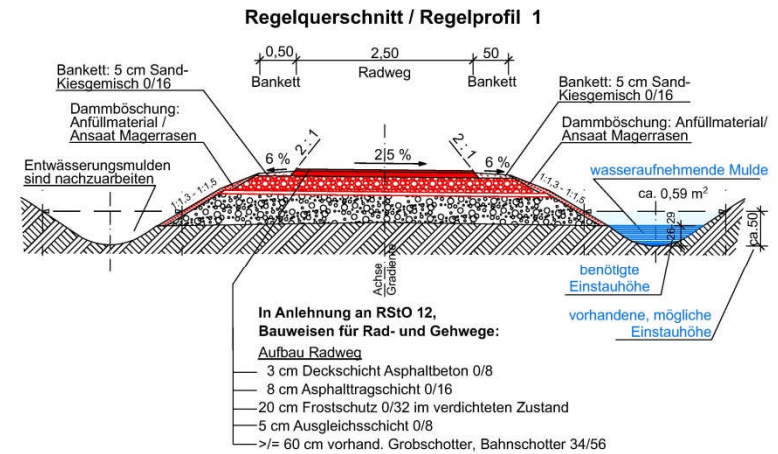 Regelquerschnitt / Regelprofil 1
0,50 2,50 50
Bankett Radweg Bankett
Bankett: 5 cm Sand-
Kiesgemisch 0/16
Dammböschung:
Anfüllmaterial /
Ansaat Magerrasen
Entwässerungsmulden
sind nachzuarbeiten
Bankett: 5 cm Sand-
Kiesgemisch 0/16
Dammböschung: Anfüllmaterial/
Ansaat Magerrasen
wasseraufnehmende Mulde
ca. 0,59 m²
6 % 2:1 2,5 % 2:1 6 %
1:1,3 - 1:1,5
1:1,3 - 1:1,5
26-29
ca.50
benötigte
Einstauhöhe
vorhandene, mögliche
Einstauhöhe
Achse
Gradiente
In Anlehnung an RStO 12,
Bauweisen für Rad- und Gehwege:
Aufbau Radweg
3 cm Deckschicht Asphaltbeton 0/8
8 cm Asphalttragschicht 0/16
20 cm Frostschutz 0/32 im verdichteten Zustand
5 cm Ausgleichsschicht 0/8
>/= 60 cm vorhand. Grobschotter, Bahnschotter 34/56